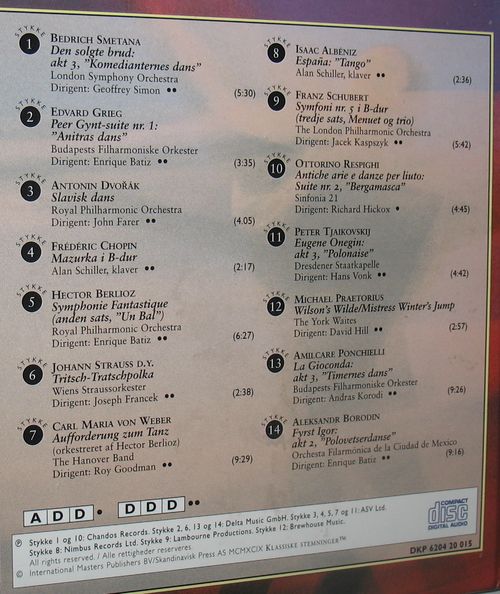 STYKKE 1 BEDRICH SMETANA
Den solgte brud:
akt 3, "Komedianternes dans"
London Symphony Orchestra
Dirigent: Geoffrey Simon •• (5:30)
STYKKE 2 EDVARD GRIEG
Peer Gynt-suite nr. 1:
"Anitras dans"
Budapests Filharmoniske Orkester
Dirigent: Enrique Batiz •• (3:35)
STYKKE 3 ANTONIN DVOŘÁK
Slavisk dans
Royal Philharmonic Orchestra
Dirigent: John Farer •• (4.05)
STYKKE 4 FRÉDÉRIC CHOPIN
Mazurka i B-dur
Alan Schiller, klaver •• (2:17)
STYKKE 5 HECTOR BERLIOZ
Symphonie Fantastique
(anden sats, "Un Bal")
Royal Philharmonic Orchestra
Dirigent: Enrique Batiz •• (6:27)
STYKKE 6 JOHANN STRAUSS D.Y.
Tritsch-Tratschpolka
Wiens Straussorkester
Dirigent: Joseph Francek •• (2:38)
STYKKE 7 CARL MARIA VON WEBER
Aufforderung zum Tanz
(orkestreret af Hector Berlioz)
The Hanover Band
Dirigent: Roy Goodman •• (9:29)
STYKKE 8 ISAAC ALBÉNIZ
España: "Tango"
Alan Schiller, klaver •• (2:36)
STYKKE 9 FRANZ SCHUBERT
Symfoni nr. 5 i B-dur
(tredje sats, Menuet og trio)
The London Philharmonic Orchestra
Dirigent: Jacek Kaspszyk •• (5:42)
STYKKE 10 OTTORINO RESPIGHI
Antiche arie e danze per liuto:
Suite nr. 2, "Bergamasca"
Sinfonia 21
Dirigent: Richard Hickox • (4:45)
STYKKE 11 PETER TJAIKOVSKIJ
Eugene Onegin:
akt 3, "Polonaise"
Dresdener Staatkapelle
Dirigent: Hans Vonk •• (4:42)
STYKKE 12 MICHAEL PRAETORIUS
Wilson's Wilde/Mistress Winter's Jump
The York Waites
Dirigent: David Hill •• (2:57)
STYKKE 13 AMILCARE PONCHIELLI
La Gioconda:
akt 3, "Timernes dans"
Budapests Filharmoniske Orkester
Dirigent: Andras Korodi •• (9:26)
STYKKE 14 ALEKSANDR BORODIN
Fyrst Igor:
akt 2, "Polovetserdanse"
Orchesta Filarmónica de la Ciudad de Mexico
Dirigent: Enrique Batiz •• (9:16)
ADD • DDD ••
℗ Stykke 1 og 10: Chandos Records. Stykke 2, 6, 13 og 14: Delta Music GmbH. Stykke 3, 4, 5, 7 og 11: ASV Ltd.
Stykke 8: Nimbus Records Ltd. Stykke 9: Lambourne Productions. Stykke 12: Brewhouse Music.
All rights reserved. / Alle rettigheder reserveres.
© International Masters Publishers BV/Skandinavisk Press AS MCMXCIX KLASSISKE STEMNINGER™
COMPACT
disc
DIGITAL AUDIO
DKP 6204 20 015